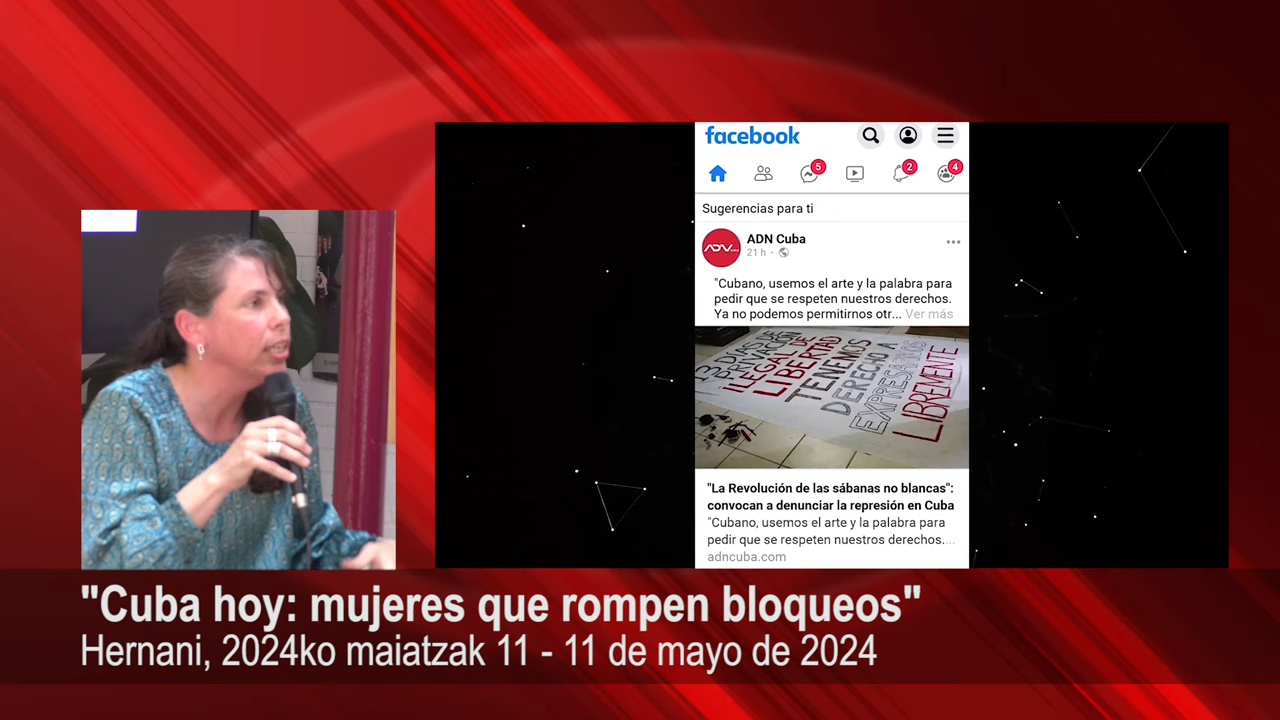 facebook
5
2
4
Sugerencias para ti
ADN Cuba
21 h ·
"Cubano, usemos el arte y la palabra para
pedir que se respeten nuestros derechos.
Ya no podemos permitirnos otr... Ver más
PRIVACIÓN
ILEGAL DE
LIBERTAD
TENEMOS
DERECHO A
EXPRESARNOS
LIBREMENTE
"La Revolución de las sábanas no blancas":
convocan a denunciar la represión en Cuba
"Cubano, usemos el arte y la palabra para
pedir que se respeten nuestros derechos....
adncuba.com
"Cuba hoy: mujeres que rompen bloqueos"
Hernani, 2024ko maiatzak 11 - 11 de mayo de 2024